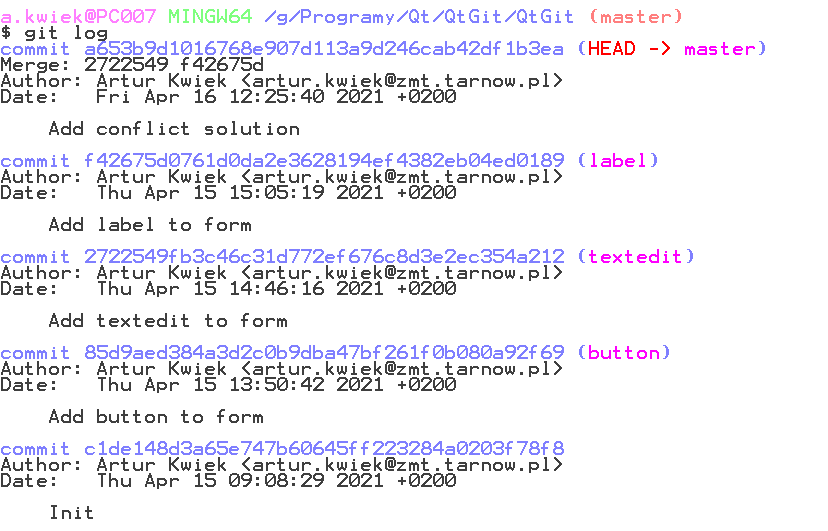 a.kwiek@PC007 MINGW64 /g/Programy/Qt/QtGit/QtGit (master)
$ git log
commit a653b9d1016768e907d113a9d246cab42df1b3ea (HEAD -> master)
Merge: 2722549 f42675d
Author: Artur Kwiek <artur.kwiek@zmt.tarnow.pl>
Date:   Fri Apr 16 12:25:40 2021 +0200

    Add conflict solution

commit f42675d0761d0da2e3628194ef4382eb04ed0189 (label)
Author: Artur Kwiek <artur.kwiek@zmt.tarnow.pl>
Date:   Thu Apr 15 15:05:19 2021 +0200

    Add label to form

commit 2722549fb3c46c31d772ef676c8d3e2ec354a212 (textedit)
Author: Artur Kwiek <artur.kwiek@zmt.tarnow.pl>
Date:   Thu Apr 15 14:46:16 2021 +0200

    Add textedit to form

commit 85d9aed384a3d2c0b9dba47bf261f0b080a92f69 (button)
Author: Artur Kwiek <artur.kwiek@zmt.tarnow.pl>
Date:   Thu Apr 15 13:50:42 2021 +0200

    Add button to form

commit c1de148d3a65e747b60645ff223284a0203f78f8
Author: Artur Kwiek <artur.kwiek@zmt.tarnow.pl>
Date:   Thu Apr 15 09:08:29 2021 +0200

    Init